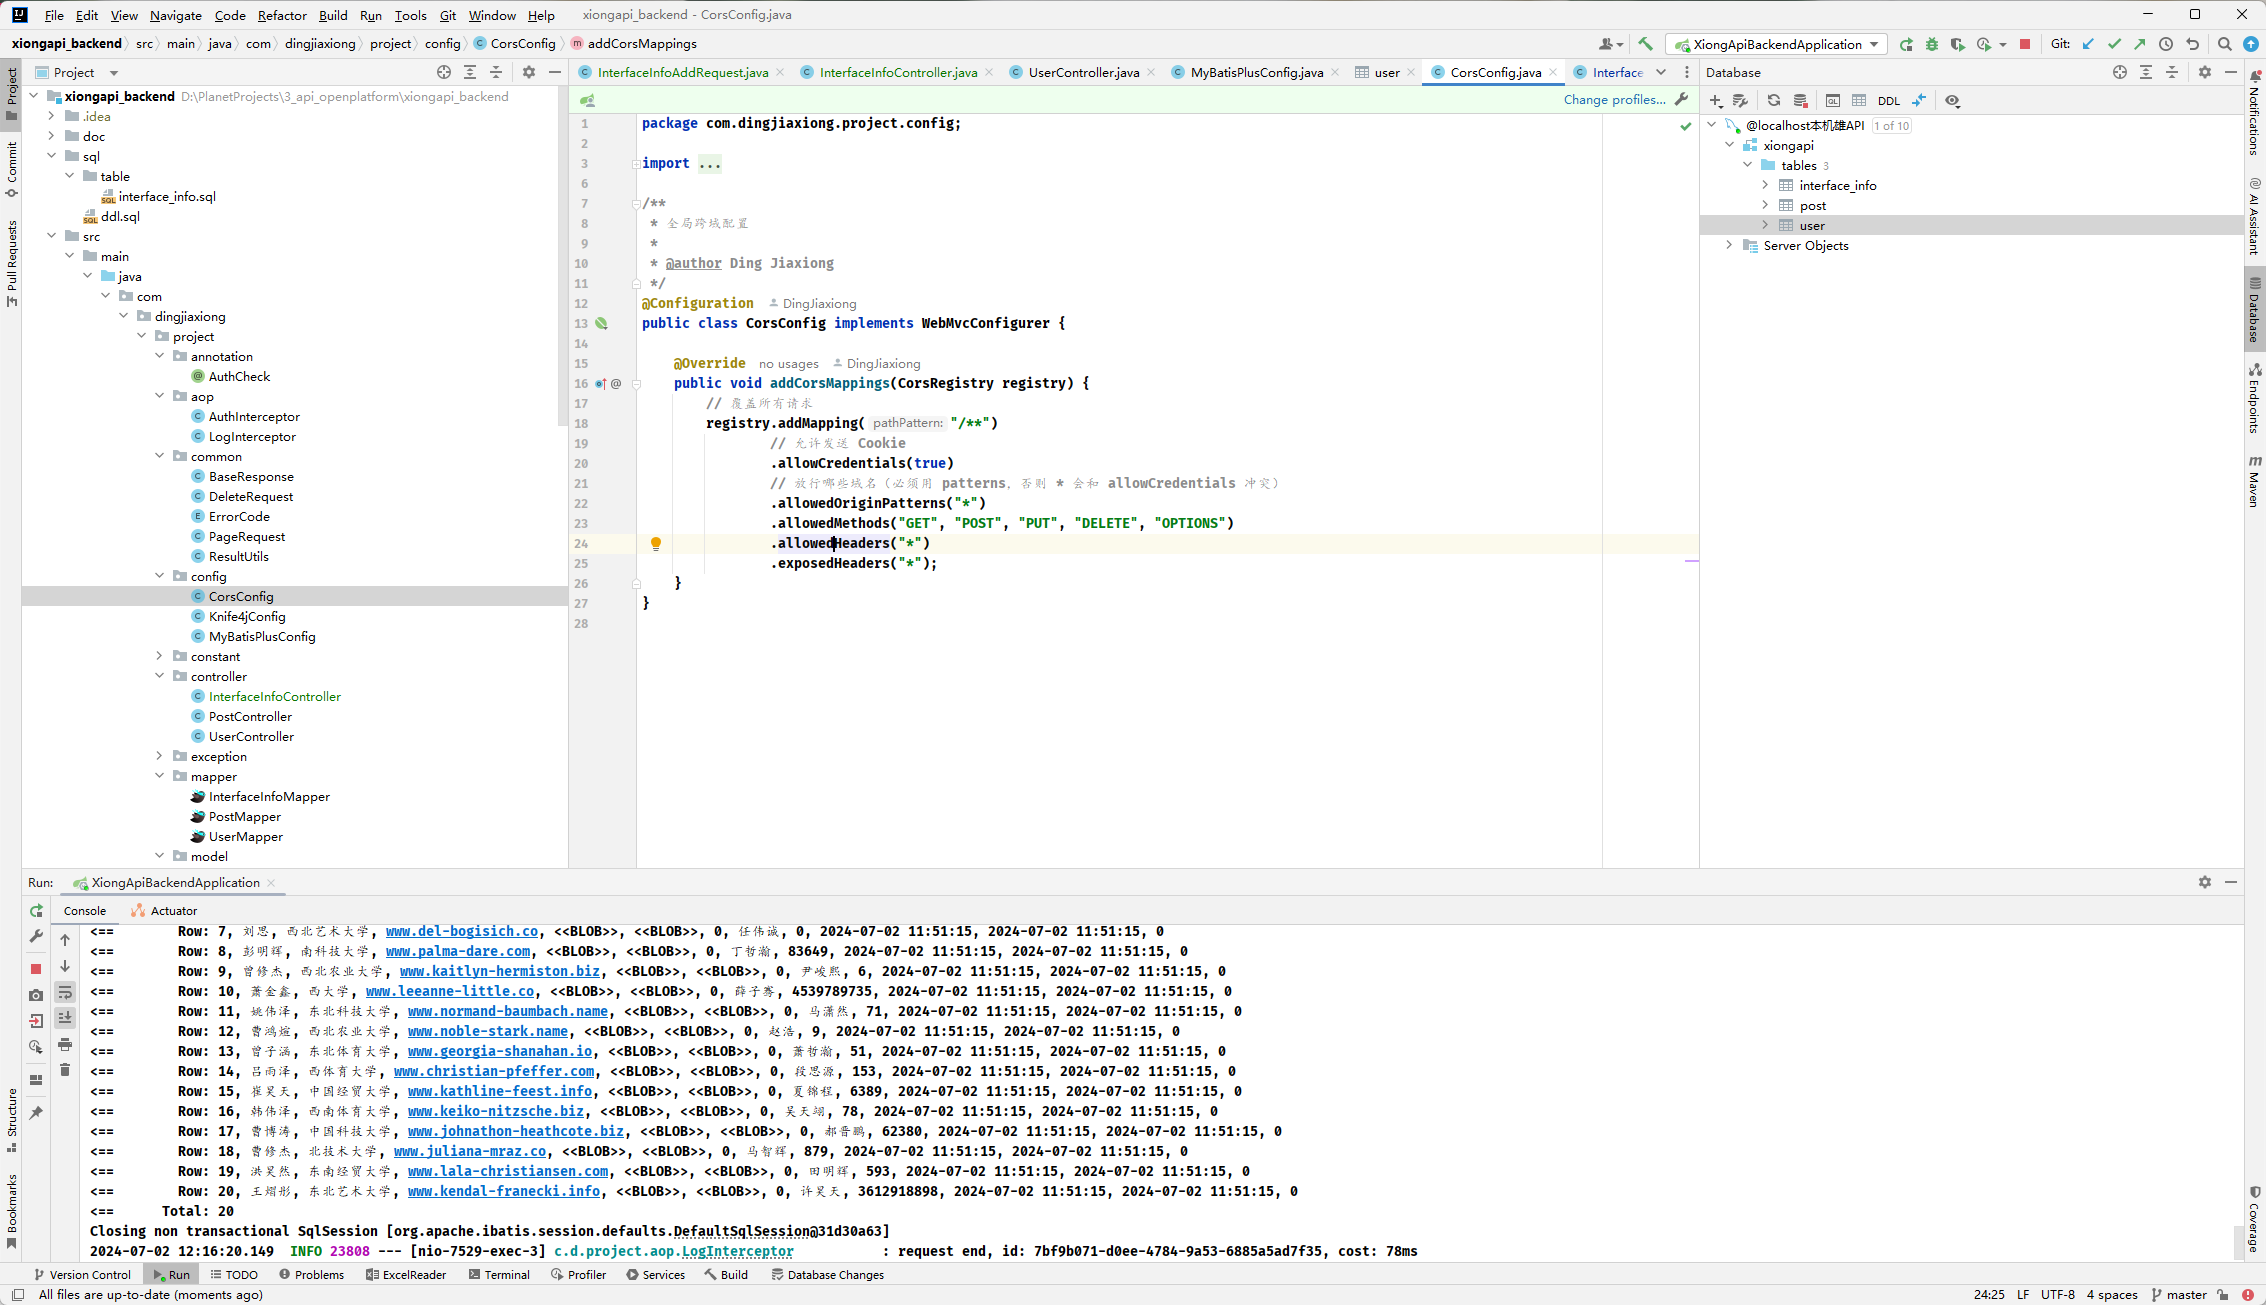 File Edit View Navigate Code Refactor Build Run Tools Git Window Help xiongapi_backend - CorsConfig.java
xiongapi_backend src main java com dingjiaxiong project config CorsConfig addCorsMappings
XiongApiBackendApplication Git:
Project
InterfaceInfoAddRequest.java InterfaceInfoController.java UserController.java MyBatisPlusConfig.java user CorsConfig.java Interface
Database
Project
Commit
Pull Requests
Structure
Bookmarks
xiongapi_backend D:\PlanetProjects\3_api_openplatform\xiongapi_backend
.idea
doc
sql
table
interface_info.sql
ddl.sql
src
main
java
com
dingjiaxiong
project
annotation
AuthCheck
aop
AuthInterceptor
LogInterceptor
common
BaseResponse
DeleteRequest
ErrorCode
PageRequest
ResultUtils
config
CorsConfig
Knife4jConfig
MyBatisPlusConfig
constant
controller
InterfaceInfoController
PostController
UserController
exception
mapper
InterfaceInfoMapper
PostMapper
UserMapper
model
Change profiles...
1 package com.dingjiaxiong.project.config;
2
3 import ...
6
7 /**
8 * 全局跨域配置
9 *
10 * @author Ding Jiaxiong
11 */
12 @Configuration DingJiaxiong
13 public class CorsConfig implements WebMvcConfigurer {
14
15 @Override no usages DingJiaxiong
16 public void addCorsMappings(CorsRegistry registry) {
17 // 覆盖所有请求
18 registry.addMapping( pathPattern: "/**")
19 // 允许发送 Cookie
20 .allowCredentials(true)
21 // 放行哪些域名（必须用 patterns，否则 * 会和 allowCredentials 冲突）
22 .allowedOriginPatterns("*")
23 .allowedMethods("GET", "POST", "PUT", "DELETE", "OPTIONS")
24 .allowedHeaders("*")
25 .exposedHeaders("*");
26 }
27 }
28
DDL
@localhost本机雄API 1 of 10
xiongapi
tables 3
interface_info
post
user
Server Objects
Notifications
AI Assistant
Database
Endpoints
Maven
Coverage
Run: XiongApiBackendApplication
Console Actuator
<== Row: 7, 刘思, 西北艺术大学, www.del-bogisich.co, <<BLOB>>, <<BLOB>>, 0, 任伟诚, 0, 2024-07-02 11:51:15, 2024-07-02 11:51:15, 0
<== Row: 8, 彭明辉, 南科技大学, www.palma-dare.com, <<BLOB>>, <<BLOB>>, 0, 丁哲瀚, 83649, 2024-07-02 11:51:15, 2024-07-02 11:51:15, 0
<== Row: 9, 曾修杰, 西北农业大学, www.kaitlyn-hermiston.biz, <<BLOB>>, <<BLOB>>, 0, 尹峻熙, 6, 2024-07-02 11:51:15, 2024-07-02 11:51:15, 0
<== Row: 10, 萧金鑫, 西大学, www.leeanne-little.co, <<BLOB>>, <<BLOB>>, 0, 薛子骞, 4539789735, 2024-07-02 11:51:15, 2024-07-02 11:51:15, 0
<== Row: 11, 姚伟泽, 东北科技大学, www.normand-baumbach.name, <<BLOB>>, <<BLOB>>, 0, 马潇然, 71, 2024-07-02 11:51:15, 2024-07-02 11:51:15, 0
<== Row: 12, 曹鸿煊, 西北农业大学, www.noble-stark.name, <<BLOB>>, <<BLOB>>, 0, 赵浩, 9, 2024-07-02 11:51:15, 2024-07-02 11:51:15, 0
<== Row: 13, 曾子涵, 东北体育大学, www.georgia-shanahan.io, <<BLOB>>, <<BLOB>>, 0, 萧哲瀚, 51, 2024-07-02 11:51:15, 2024-07-02 11:51:15, 0
<== Row: 14, 吕雨泽, 西体育大学, www.christian-pfeffer.com, <<BLOB>>, <<BLOB>>, 0, 段思源, 153, 2024-07-02 11:51:15, 2024-07-02 11:51:15, 0
<== Row: 15, 崔昊天, 中国经贸大学, www.kathline-feest.info, <<BLOB>>, <<BLOB>>, 0, 夏锦程, 6389, 2024-07-02 11:51:15, 2024-07-02 11:51:15, 0
<== Row: 16, 韩伟泽, 西南体育大学, www.keiko-nitzsche.biz, <<BLOB>>, <<BLOB>>, 0, 吴天翊, 78, 2024-07-02 11:51:15, 2024-07-02 11:51:15, 0
<== Row: 17, 曹博涛, 中国科技大学, www.johnathon-heathcote.biz, <<BLOB>>, <<BLOB>>, 0, 郝晋鹏, 62380, 2024-07-02 11:51:15, 2024-07-02 11:51:15, 0
<== Row: 18, 曹修杰, 北技术大学, www.juliana-mraz.co, <<BLOB>>, <<BLOB>>, 0, 马智辉, 879, 2024-07-02 11:51:15, 2024-07-02 11:51:15, 0
<== Row: 19, 洪昊然, 东南经贸大学, www.lala-christiansen.com, <<BLOB>>, <<BLOB>>, 0, 田明辉, 593, 2024-07-02 11:51:15, 2024-07-02 11:51:15, 0
<== Row: 20, 王熠彤, 东北艺术大学, www.kendal-franecki.info, <<BLOB>>, <<BLOB>>, 0, 许昊天, 3612918898, 2024-07-02 11:51:15, 2024-07-02 11:51:15, 0
<== Total: 20
Closing non transactional SqlSession [org.apache.ibatis.session.defaults.DefaultSqlSession@31d30a63]
2024-07-02 12:16:20.149 INFO 23808 --- [nio-7529-exec-3] c.d.project.aop.LogInterceptor : request end, id: 7bf9b071-d0ee-4784-9a53-6885a5ad7f35, cost: 78ms
Version Control Run TODO Problems ExcelReader Terminal Profiler Services Build Database Changes
All files are up-to-date (moments ago) 24:25 LF UTF-8 4 spaces master